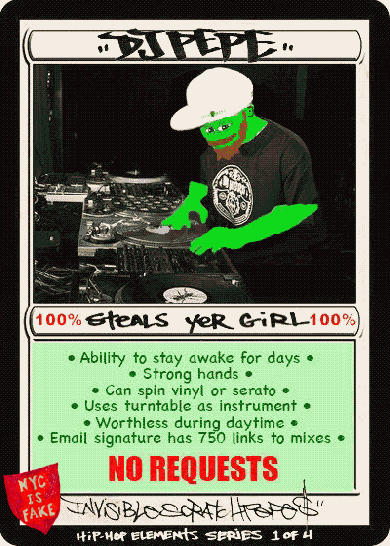 "DJ PEPE"
100% STEALS YER GIRL 100%
• Ability to stay awake for days •
• Strong hands •
• Can spin vinyl or serato •
• Uses turntable as instrument •
• Worthless during daytime •
• Email signature has 750 links to mixes •
NO REQUESTS
NYC
IS
FAKE
HIP-HOP ELEMENTS SERIES 1 OF 4